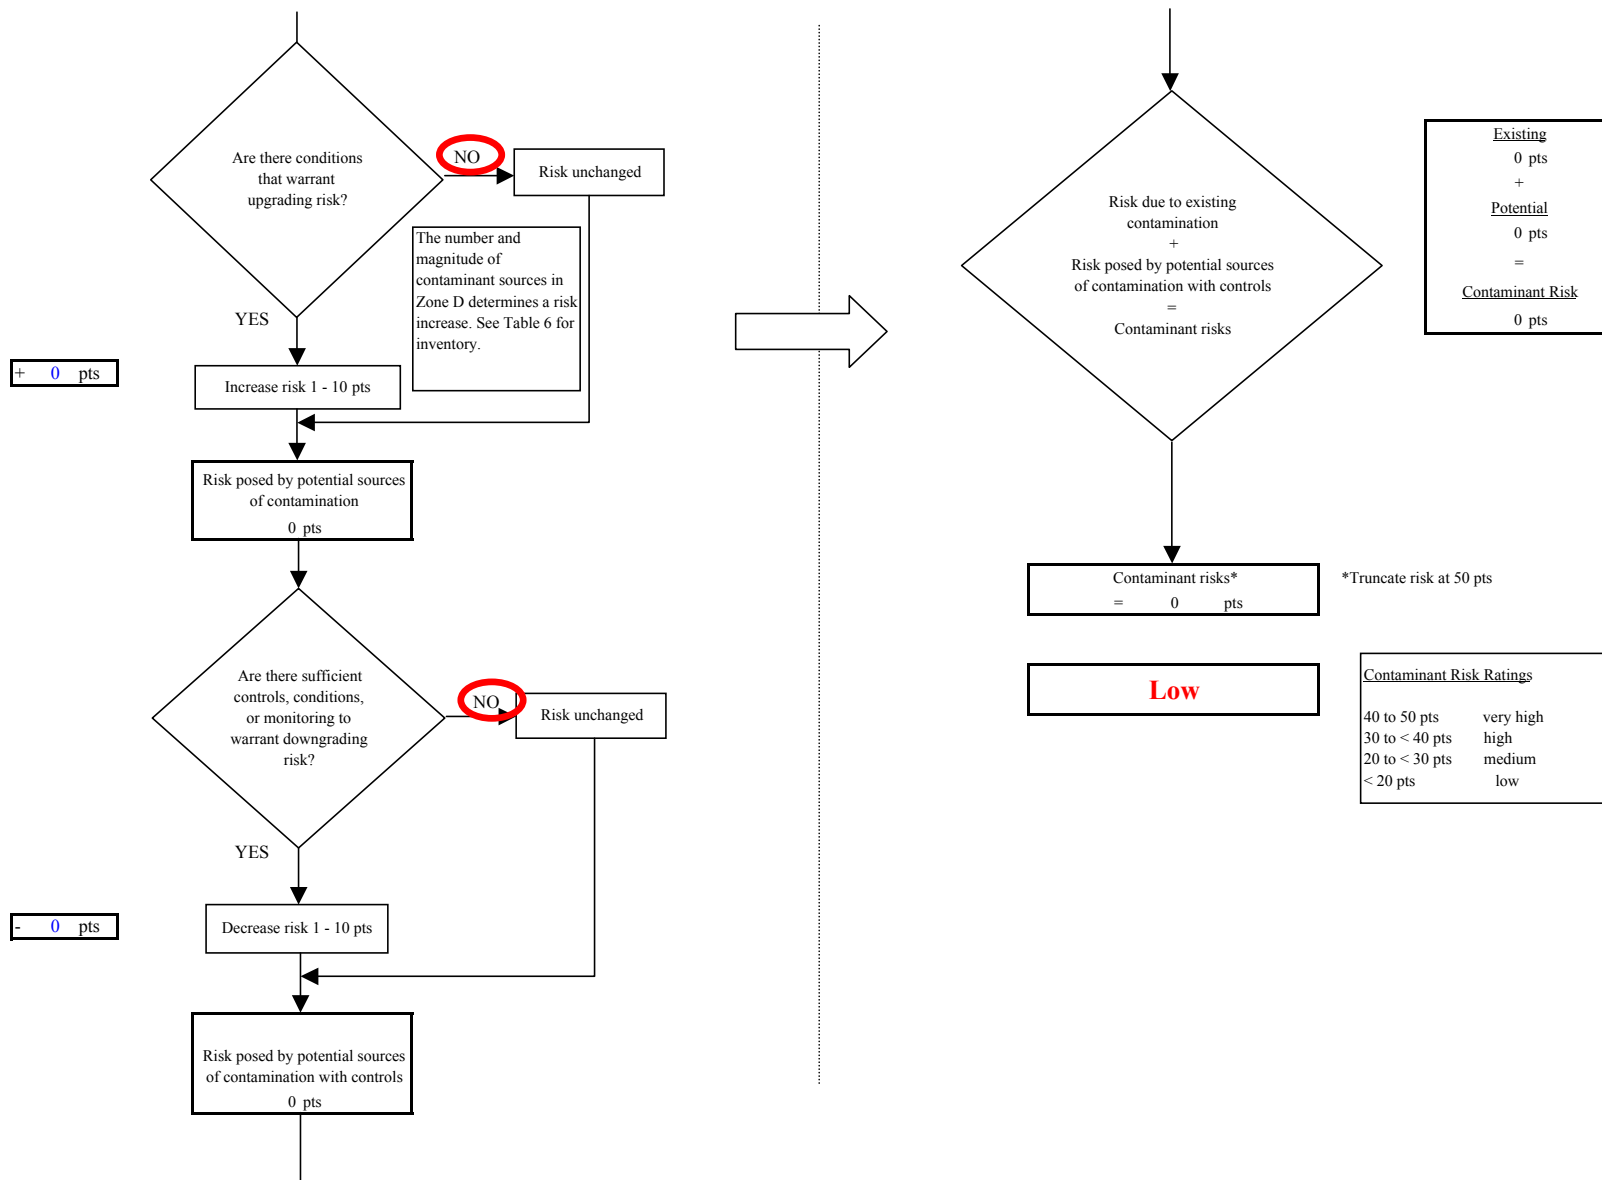 Are there conditions
that warrant
upgrading risk?
NO
Risk unchanged
The number and
magnitude of
contaminant sources in
Zone D determines a risk
increase. See Table 6 for
inventory.
YES
+ 0 pts
Increase risk 1 - 10 pts
Risk posed by potential sources
of contamination
0 pts
Are there sufficient
controls, conditions,
or monitoring to
warrant downgrading
risk?
NO
Risk unchanged
YES
- 0 pts
Decrease risk 1 - 10 pts
Risk posed by potential sources
of contamination with controls
0 pts
Risk due to existing
contamination
+
Risk posed by potential sources
of contamination with controls
=
Contaminant risks
Existing
0 pts
+
Potential
0 pts
=
Contaminant Risk
0 pts
Contaminant risks*
= 0 pts
*Truncate risk at 50 pts
Low
Contaminant Risk Ratings
40 to 50 pts very high
30 to < 40 pts high
20 to < 30 pts medium
< 20 pts low